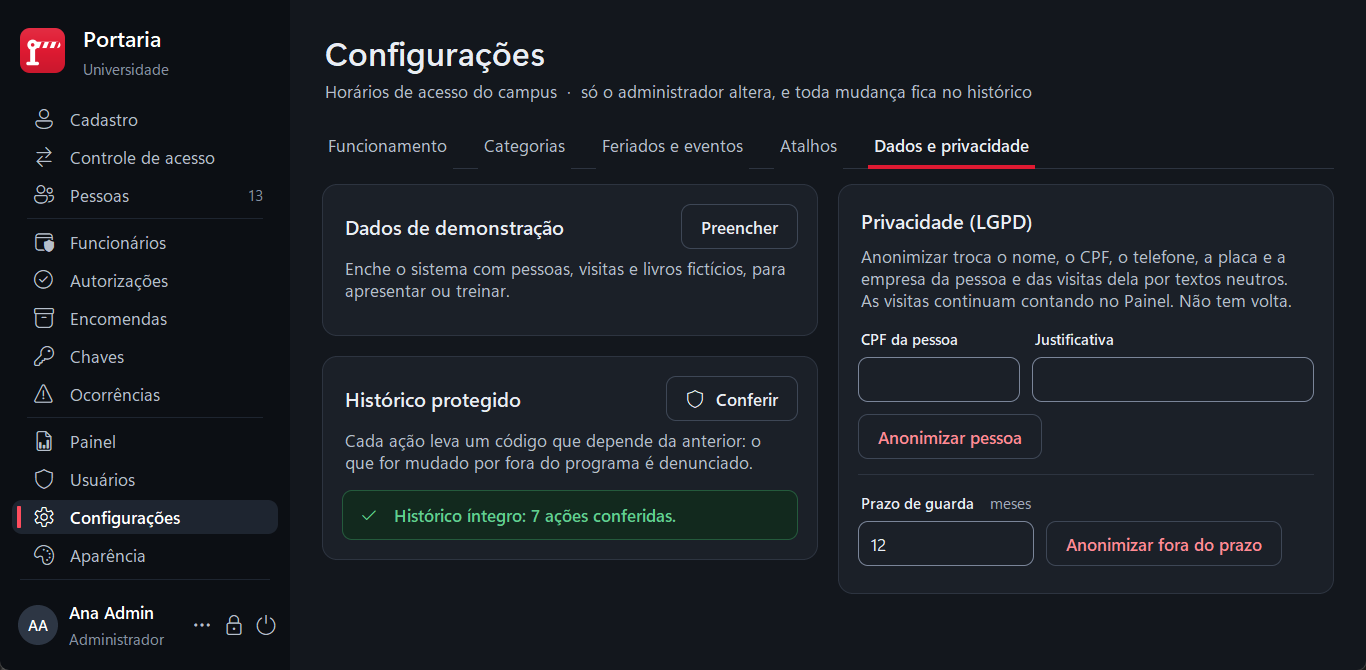 Portaria
Universidade
Cadastro
Controle de acesso
Pessoas 13
Funcionários
Autorizações
Encomendas
Chaves
Ocorrências
Painel
Usuários
Configurações
Aparência
AA
Ana Admin
Administrador
Configurações
Horários de acesso do campus · só o administrador altera, e toda mudança fica no histórico
Funcionamento Categorias Feriados e eventos Atalhos Dados e privacidade
Dados de demonstração
Preencher
Enche o sistema com pessoas, visitas e livros fictícios, para
apresentar ou treinar.
Histórico protegido
Conferir
Cada ação leva um código que depende da anterior: o
que for mudado por fora do programa é denunciado.
Histórico íntegro: 7 ações conferidas.
Privacidade (LGPD)
Anonimizar troca o nome, o CPF, o telefone, a placa e a
empresa da pessoa e das visitas dela por textos neutros.
As visitas continuam contando no Painel. Não tem volta.
CPF da pessoa Justificativa
Anonimizar pessoa
Prazo de guarda meses
12 Anonimizar fora do prazo